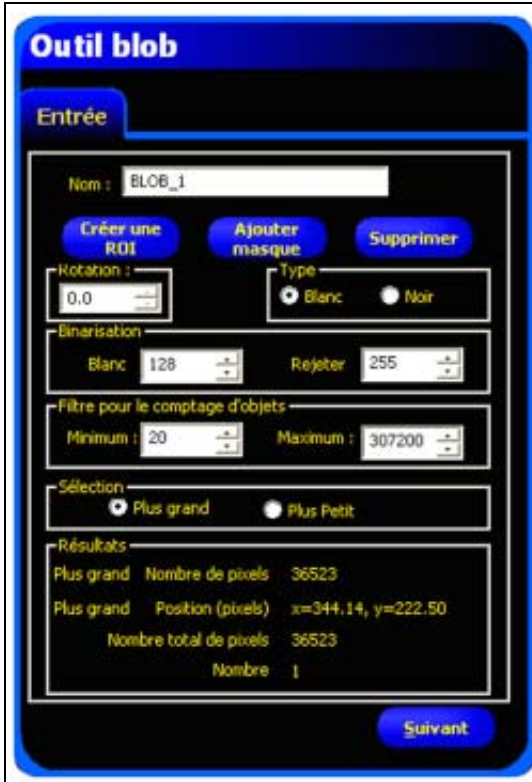 Outil blob
Entrée
Nom : BLOB_1
Créer une ROI
Ajouter masque
Supprimer
Rotation :
0.0
Type
Blanc Noir
Binarisation
Blanc 128 Rejeter 255
Filtre pour le comptage d'objets
Minimum : 20 Maximum : 307200
Sélection
Plus grand Plus Petit
Résultats
Plus grand Nombre de pixels 36523
Plus grand Position (pixels) x=344.14, y=222.50
Nombre total de pixels 36523
Nombre 1
Suivant